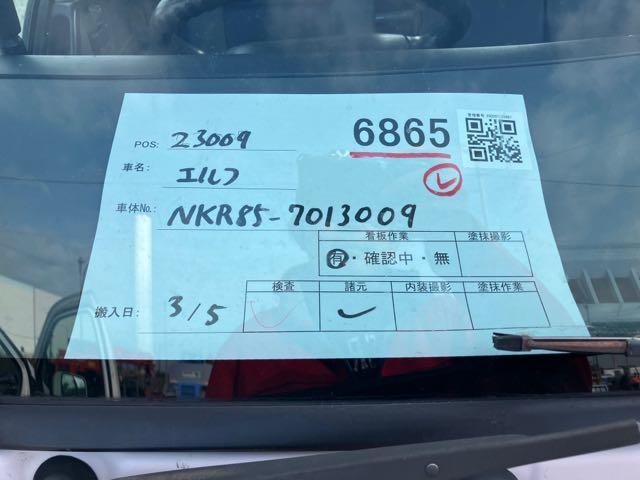 POS: 23009
6865
レ
車名: エルフ
車体No.: NKR85-7013009
看板作業 塗抹撮影
有・確認中・無
検査 諸元 内装撮影 塗抹作業
搬入日: 3/5